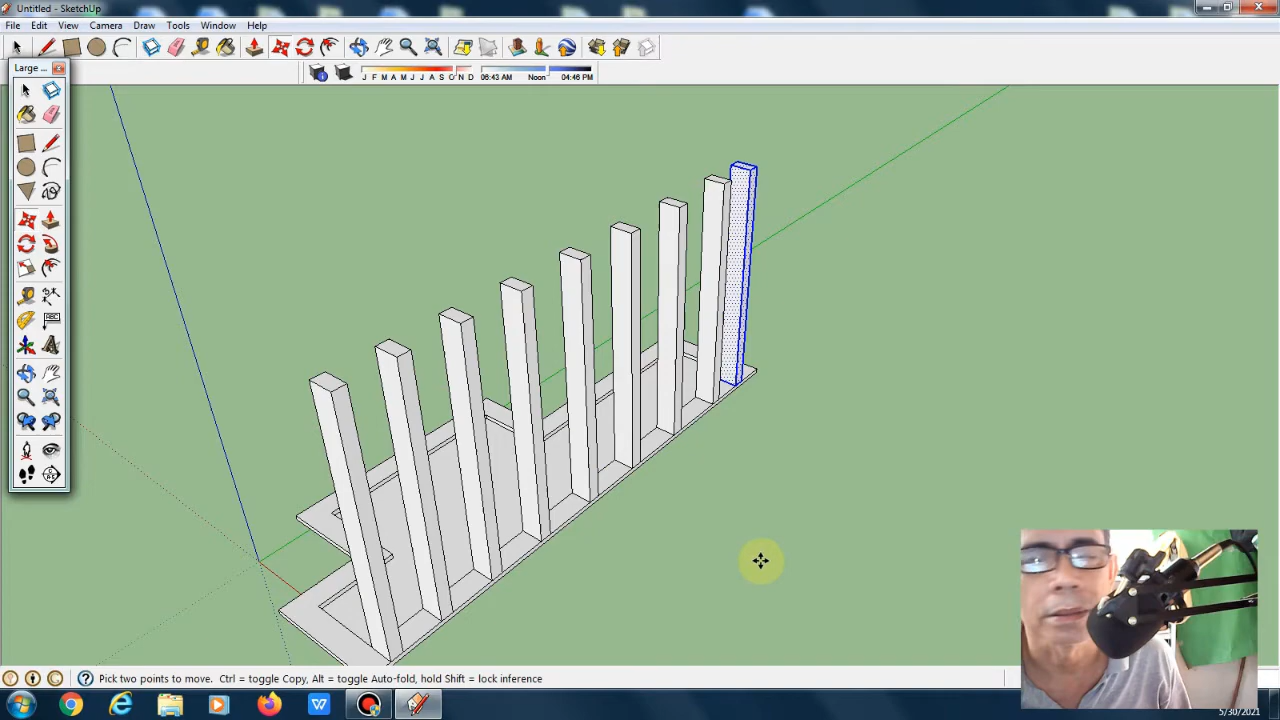 Untitled - SketchUp
File Edit View Camera Draw Tools Window Help
Large ...
J F M A M J J A S O N D 06:43 AM Noon 04:46 PM
ABC
Pick two points to move. Ctrl = toggle Copy, Alt = toggle Auto-fold, hold Shift = lock inference
5/30/2021